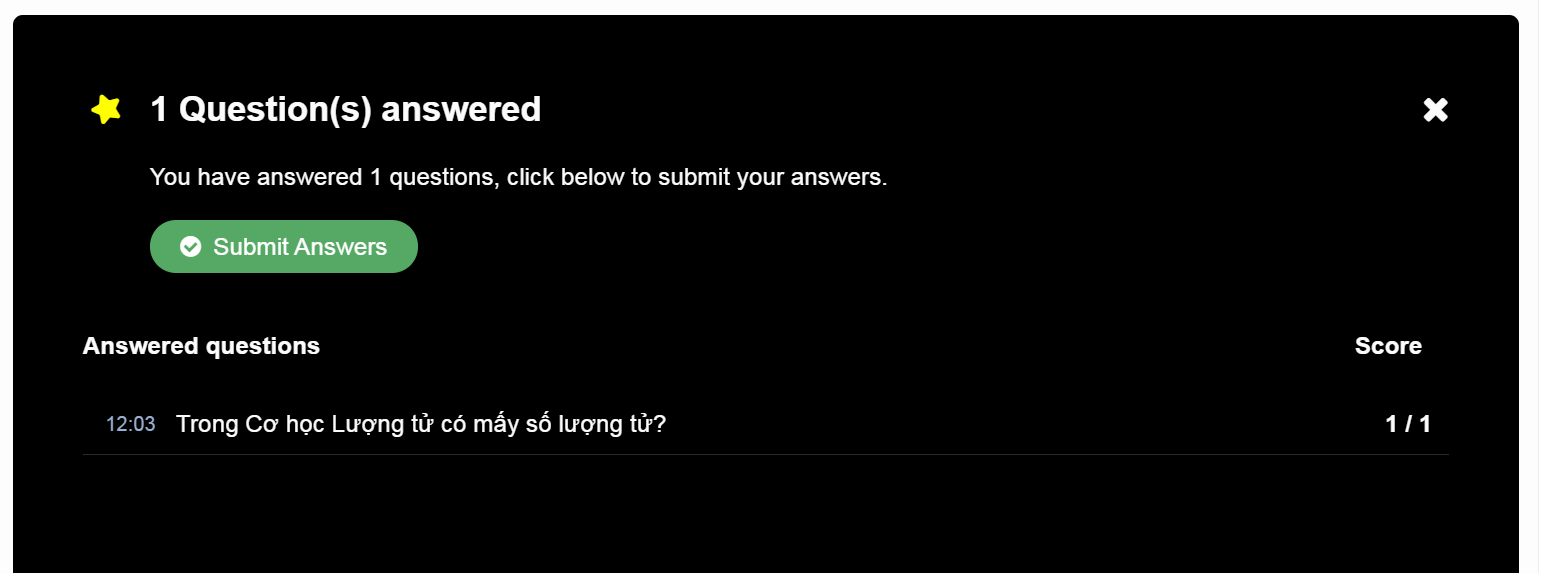 1 Question(s) answered
You have answered 1 questions, click below to submit your answers.
Submit Answers
Answered questions Score
12:03 Trong Cơ học Lượng tử có mấy số lượng tử? 1 / 1